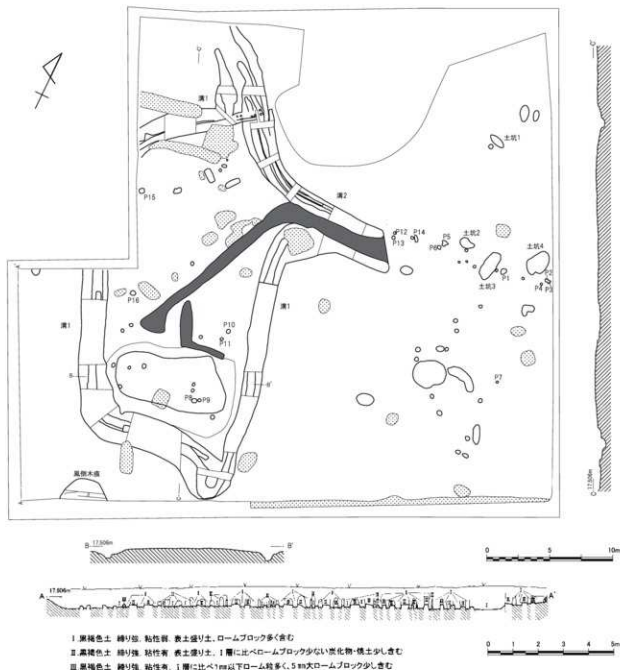 C'
溝1
土坑1
P15
溝2
P12
P14
P5
土坑2
P13
P6
土坑4
土坑3
P1
P2
P4
P3
P16
溝1
溝1
P10
P11
B
B'
P8
P9
P7
風倒木痕
C
A
A'
17.506m
C
B 17.506m
B'
0 5 10m
17.506m
A
A'
I
0 5m
Ⅰ.黒褐色土 締り強、粘性弱、表土盛り土、ロームブロック多く含む
Ⅱ.黒褐色土 締り強、粘性有、表土盛り土、Ⅰ層に比べロームブロック少ない炭化物・焼土少し含む
Ⅲ.黒褐色土 締り強、粘性有、Ⅰ層に比べ1mm以下ローム粒多く、5mm大ロームブロック少し含む